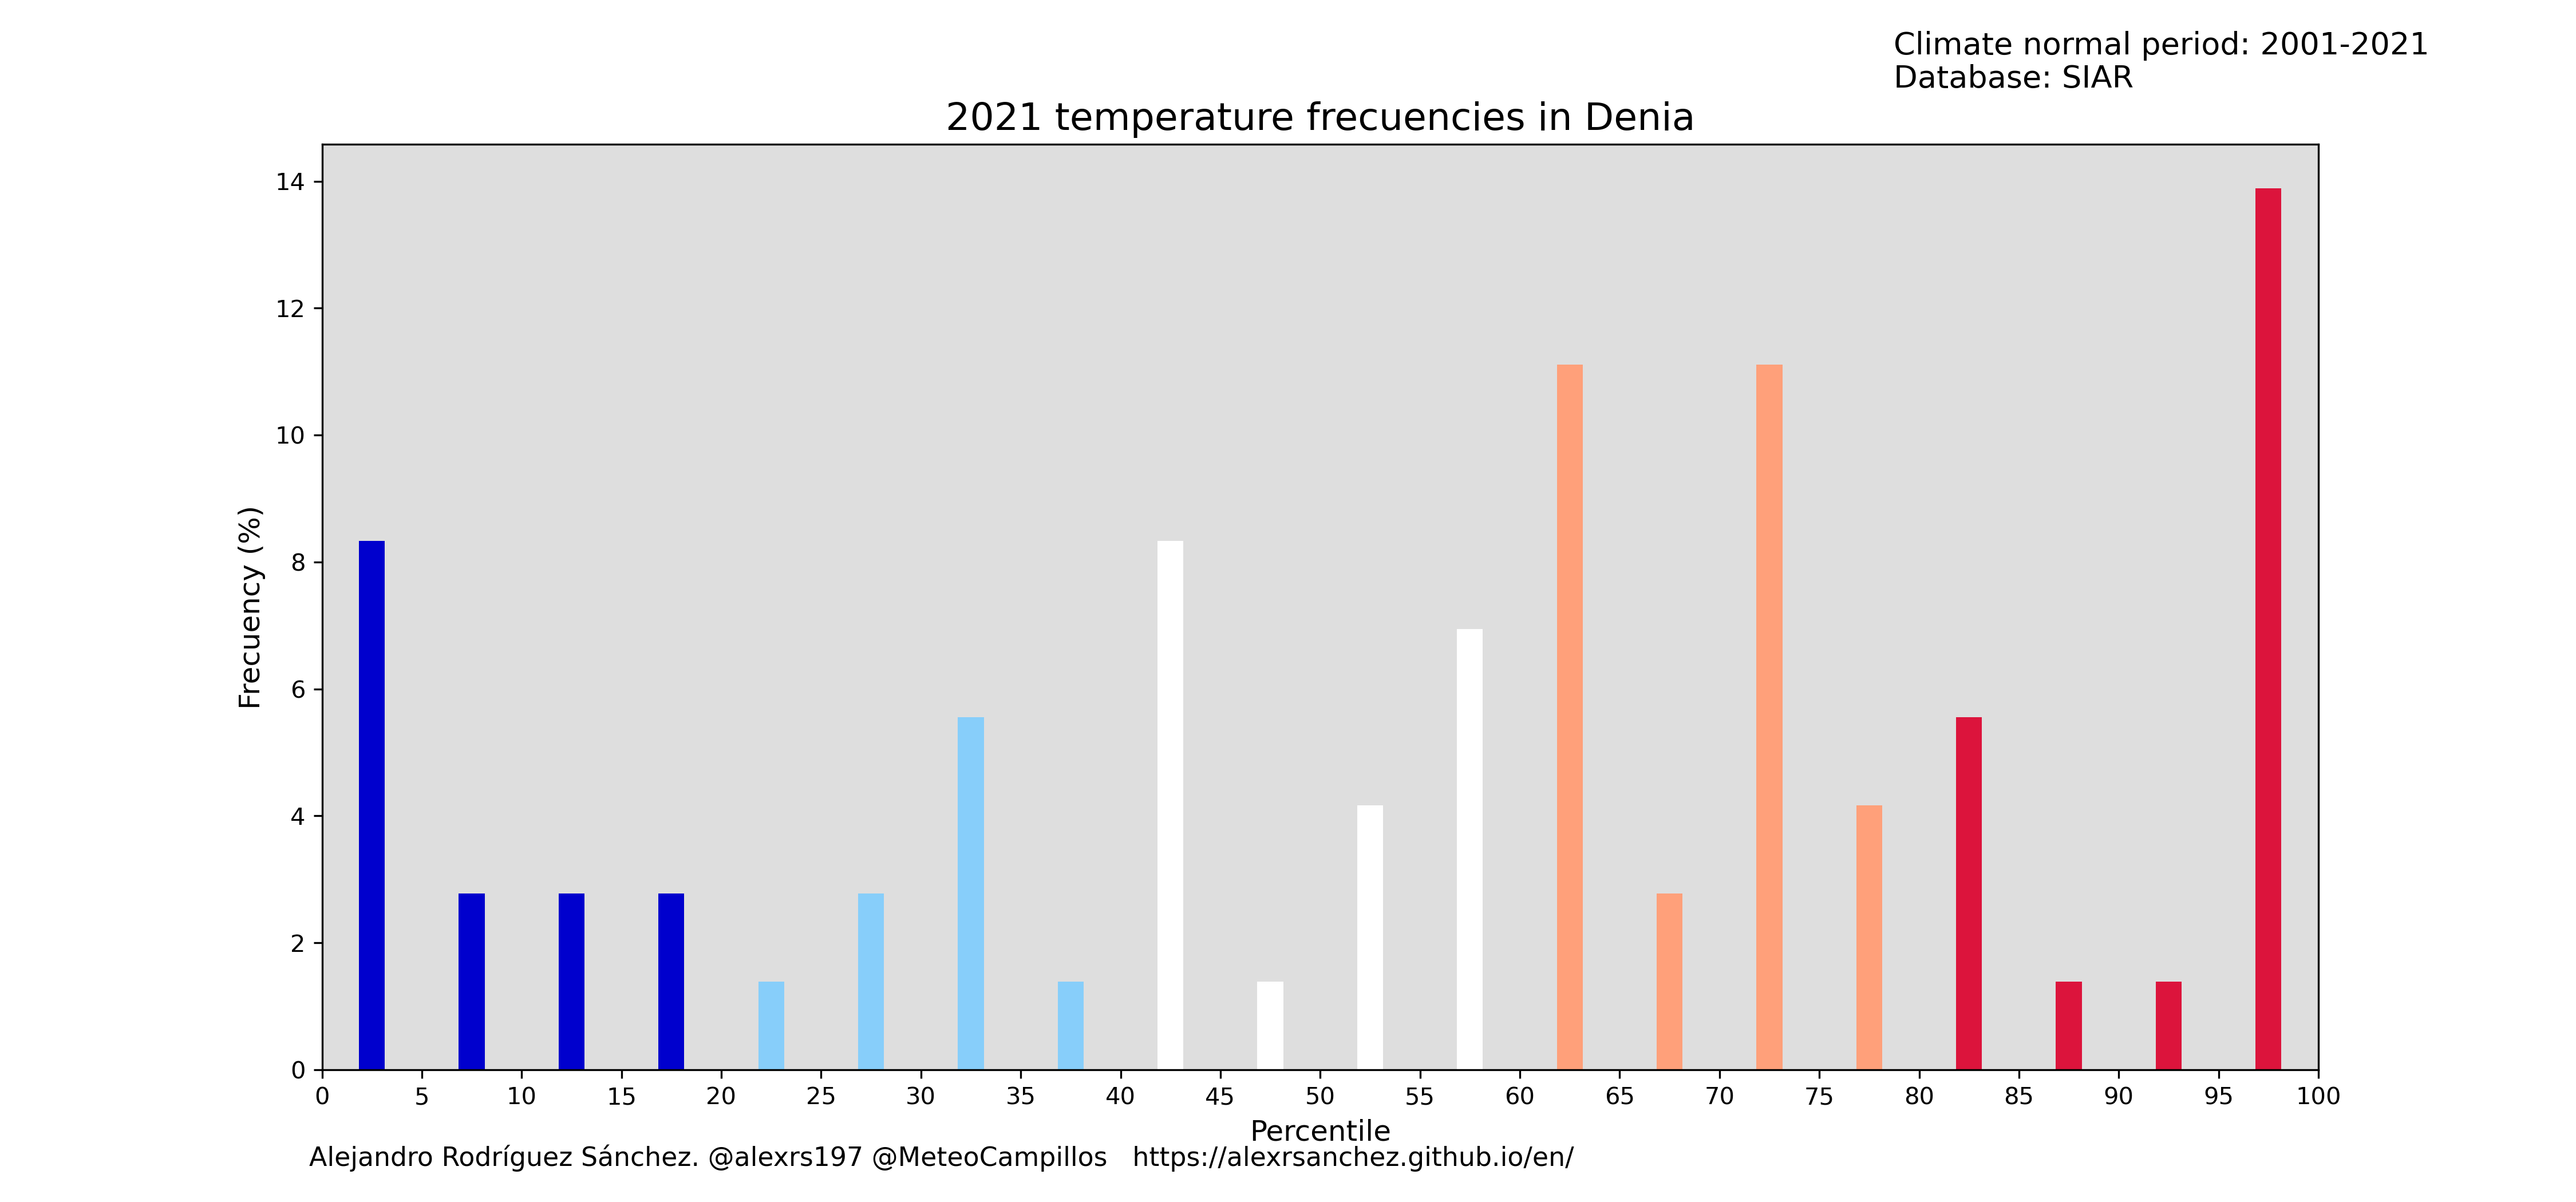 Climate normal period: 2001-2021
Database: SIAR
2021 temperature frecuencies in Denia
14
12
10
8
6
4
2
0
Frecuency (%)
0 5 10 15 20 25 30 35 40 45 50 55 60 65 70 75 80 85 90 95 100
Percentile
Alejandro Rodríguez Sánchez. @alexrs197 @MeteoCampillos https://alexrsanchez.github.io/en/